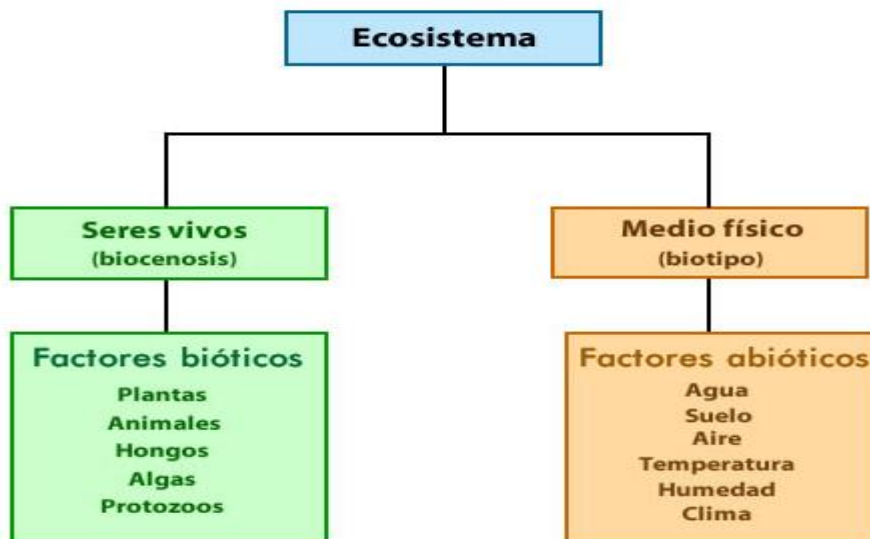 Ecosistema
Seres vivos
(biocenosis)
Medio físico
(biotipo)
Factores bióticos
Plantas
Animales
Hongos
Algas
Protozoos
Factores abióticos
Agua
Suelo
Aire
Temperatura
Humedad
Clima